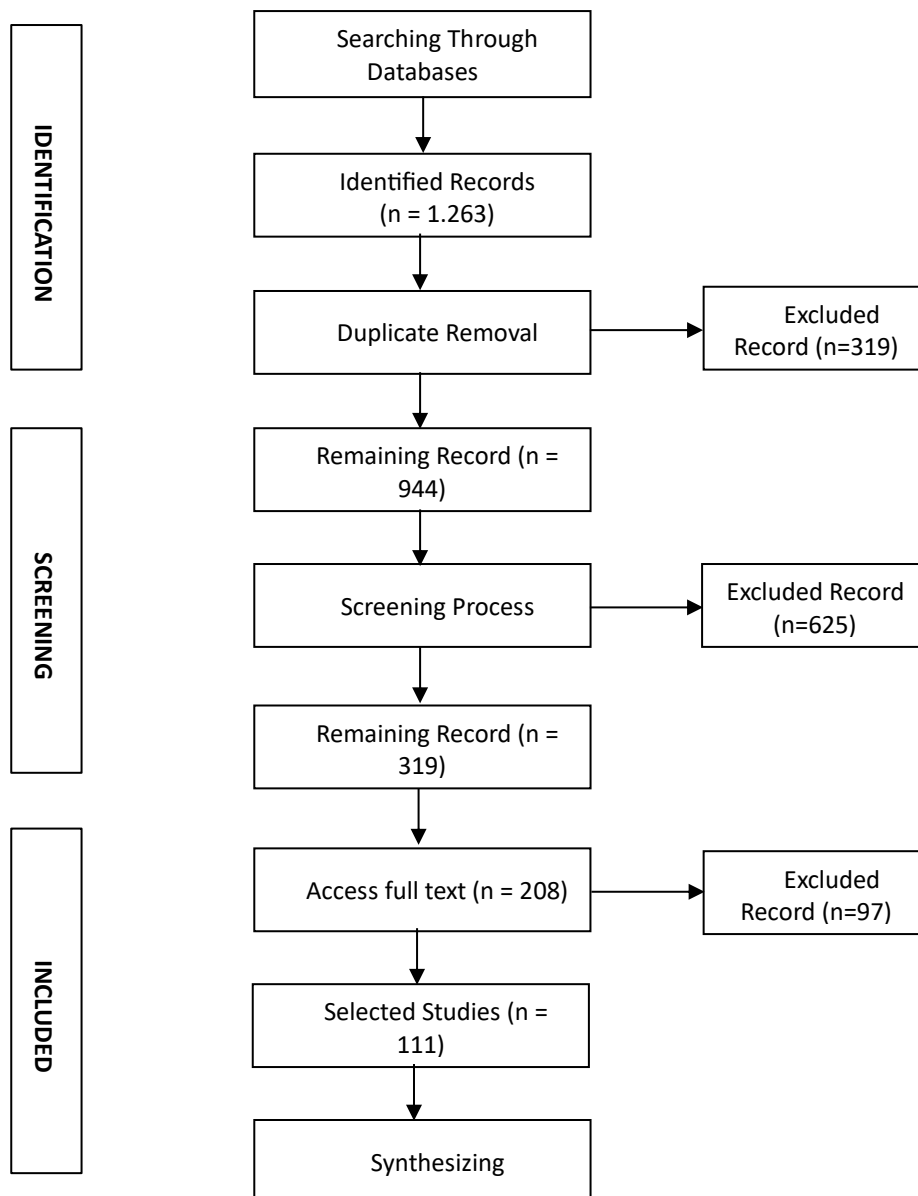 IDENTIFICATION
Searching Through
Databases
Identified Records
(n = 1.263)
Duplicate Removal
Excluded
Record (n=319)
SCREENING
Remaining Record (n =
944)
Screening Process
Excluded Record
(n=625)
Remaining Record (n =
319)
INCLUDED
Access full text (n = 208)
Excluded
Record (n=97)
Selected Studies (n =
111)
Synthesizing